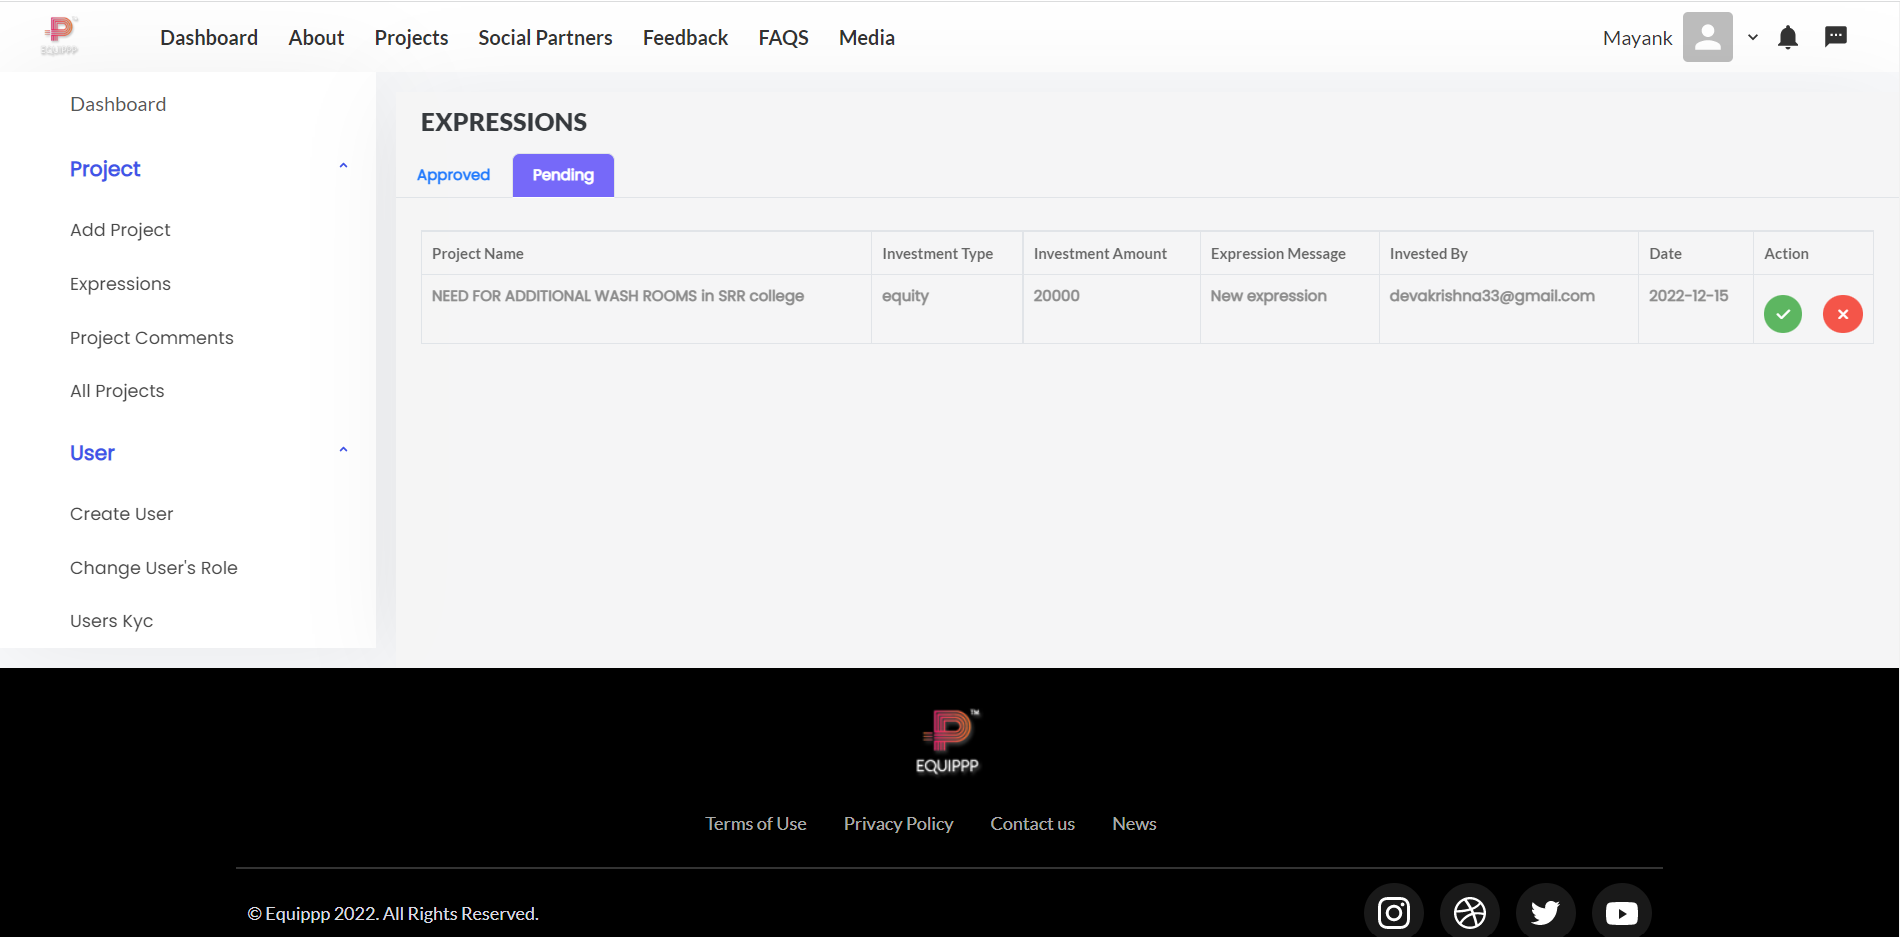 EQUIPPP
Dashboard About Projects Social Partners Feedback FAQS Media
Mayank
Dashboard
Project
Add Project
Expressions
Project Comments
All Projects
User
Create User
Change User's Role
Users Kyc
EXPRESSIONS
Approved Pending
Project Name Investment Type Investment Amount Expression Message Invested By Date Action
NEED FOR ADDITIONAL WASH ROOMS in SRR college equity 20000 New expression devakrishna33@gmail.com 2022-12-15
TM
EQUIPPP
Terms of Use Privacy Policy Contact us News
© Equippp 2022. All Rights Reserved.